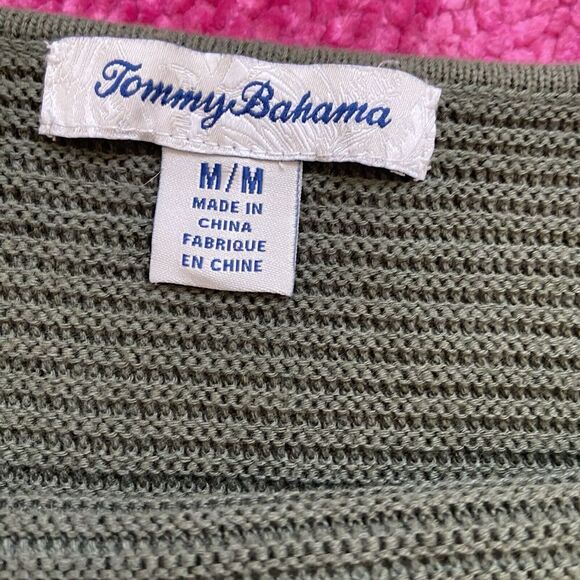 Tommy Bahama
M/M
MADE IN
CHINA
FABRIQUE
EN CHINE